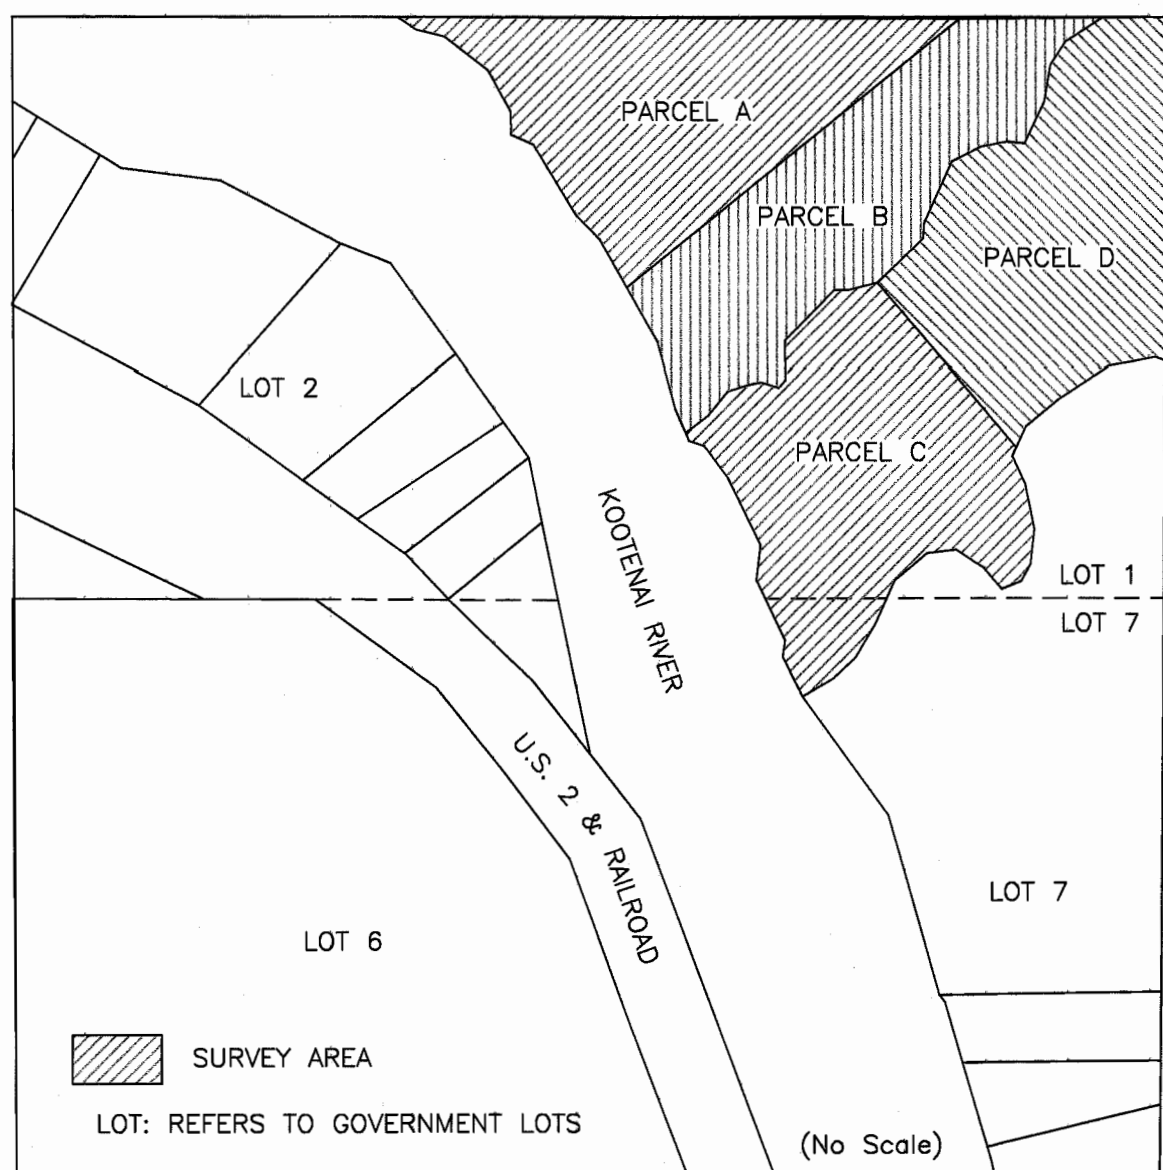 PARCEL A
PARCEL B
PARCEL D
LOT 2
PARCEL C
KOOTENAI RIVER
LOT 1
LOT 7
U.S. 2 & RAILROAD
LOT 7
LOT 6
SURVEY AREA
LOT: REFERS TO GOVERNMENT LOTS
(No Scale)